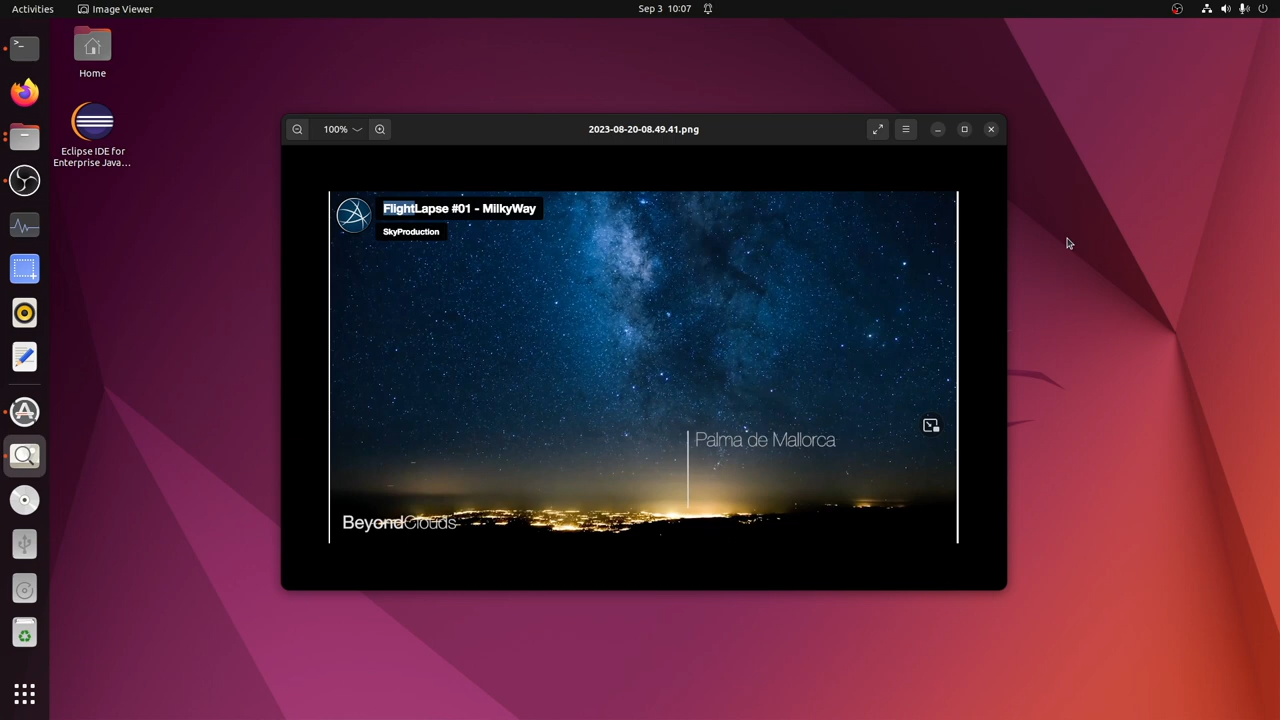 Activities
Image Viewer
Sep 3 10:07
Home
Eclipse IDE for
Enterprise Java…
100%
2023-08-20-08.49.41.png
FlightLapse #01 - MilkyWay
SkyProduction
Palma de Mallorca
BeyondClouds